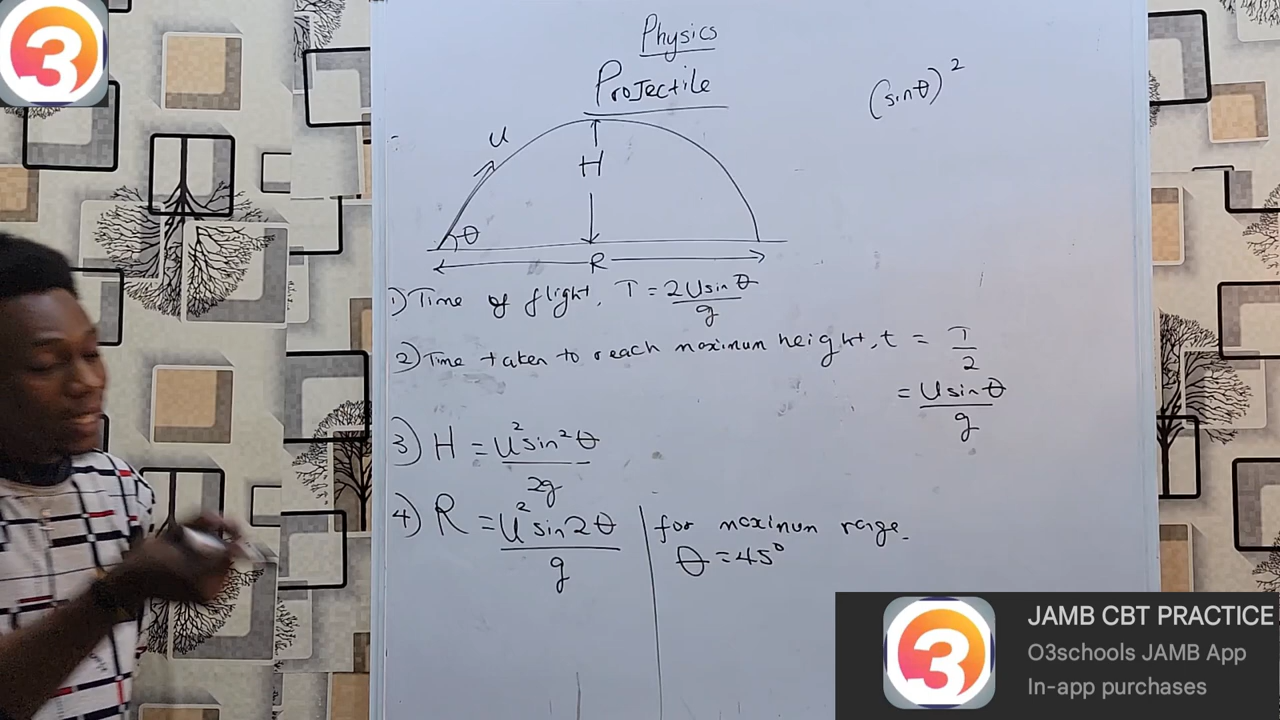 3
Physics
Projectile
(sinθ)²
u
H
θ
R
1) Time of flight, T = 2Usinθ/g
2) Time taken to reach maximum height, t = T/2
= Usinθ/g
3) H = U²sin²θ/2g
4) R = U²sin2θ/g
for maximum range.
θ = 45°
3
JAMB CBT PRACTICE
O3schools JAMB App
In-app purchases